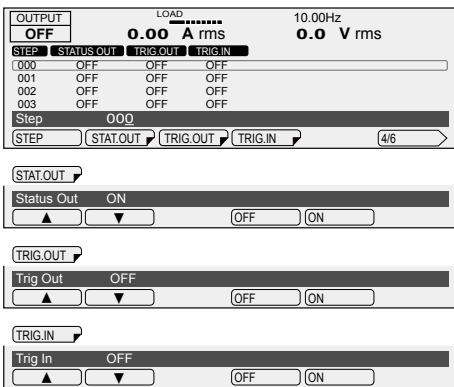 OUTPUT LOAD 10.00Hz
OFF 0.00 A rms 0.0 V rms
STEP STATUS OUT TRIG.OUT TRIG.IN
000 OFF OFF OFF
001 OFF OFF OFF
002 OFF OFF OFF
003 OFF OFF OFF
Step 000
STEP STAT.OUT TRIG.OUT TRIG.IN 4/6
STAT.OUT
Status Out ON
▲ ▼ OFF ON
TRIG.OUT
Trig Out OFF
▲ ▼ OFF ON
TRIG.IN
Trig In OFF
▲ ▼ OFF ON